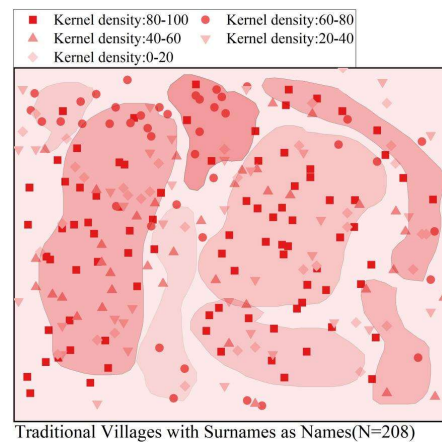 Kernel density:80-100 Kernel density:60-80
Kernel density:40-60 Kernel density:20-40
Kernel density:0-20
Traditional Villages with Surnames as Names(N=208)